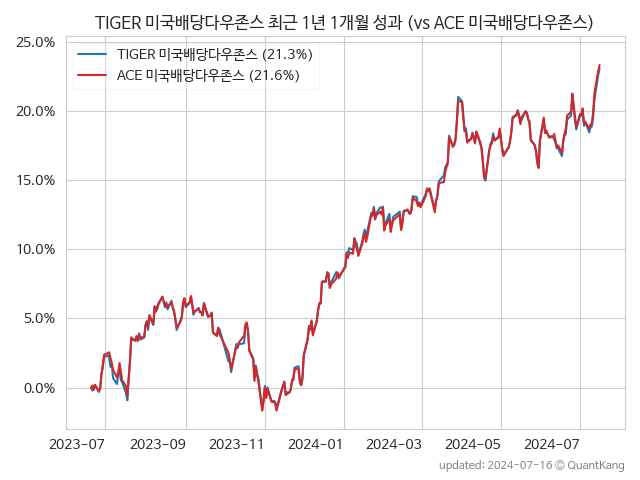 TIGER 미국배당다우존스 최근 1년 1개월 성과 (vs ACE 미국배당다우존스)
25.0%
TIGER 미국배당다우존스 (21.3%)
ACE 미국배당다우존스 (21.6%)
20.0%
15.0%
10.0%
5.0%
0.0%
2023-07 2023-09 2023-11 2024-01 2024-03 2024-05 2024-07
updated: 2024-07-16 © QuantKang